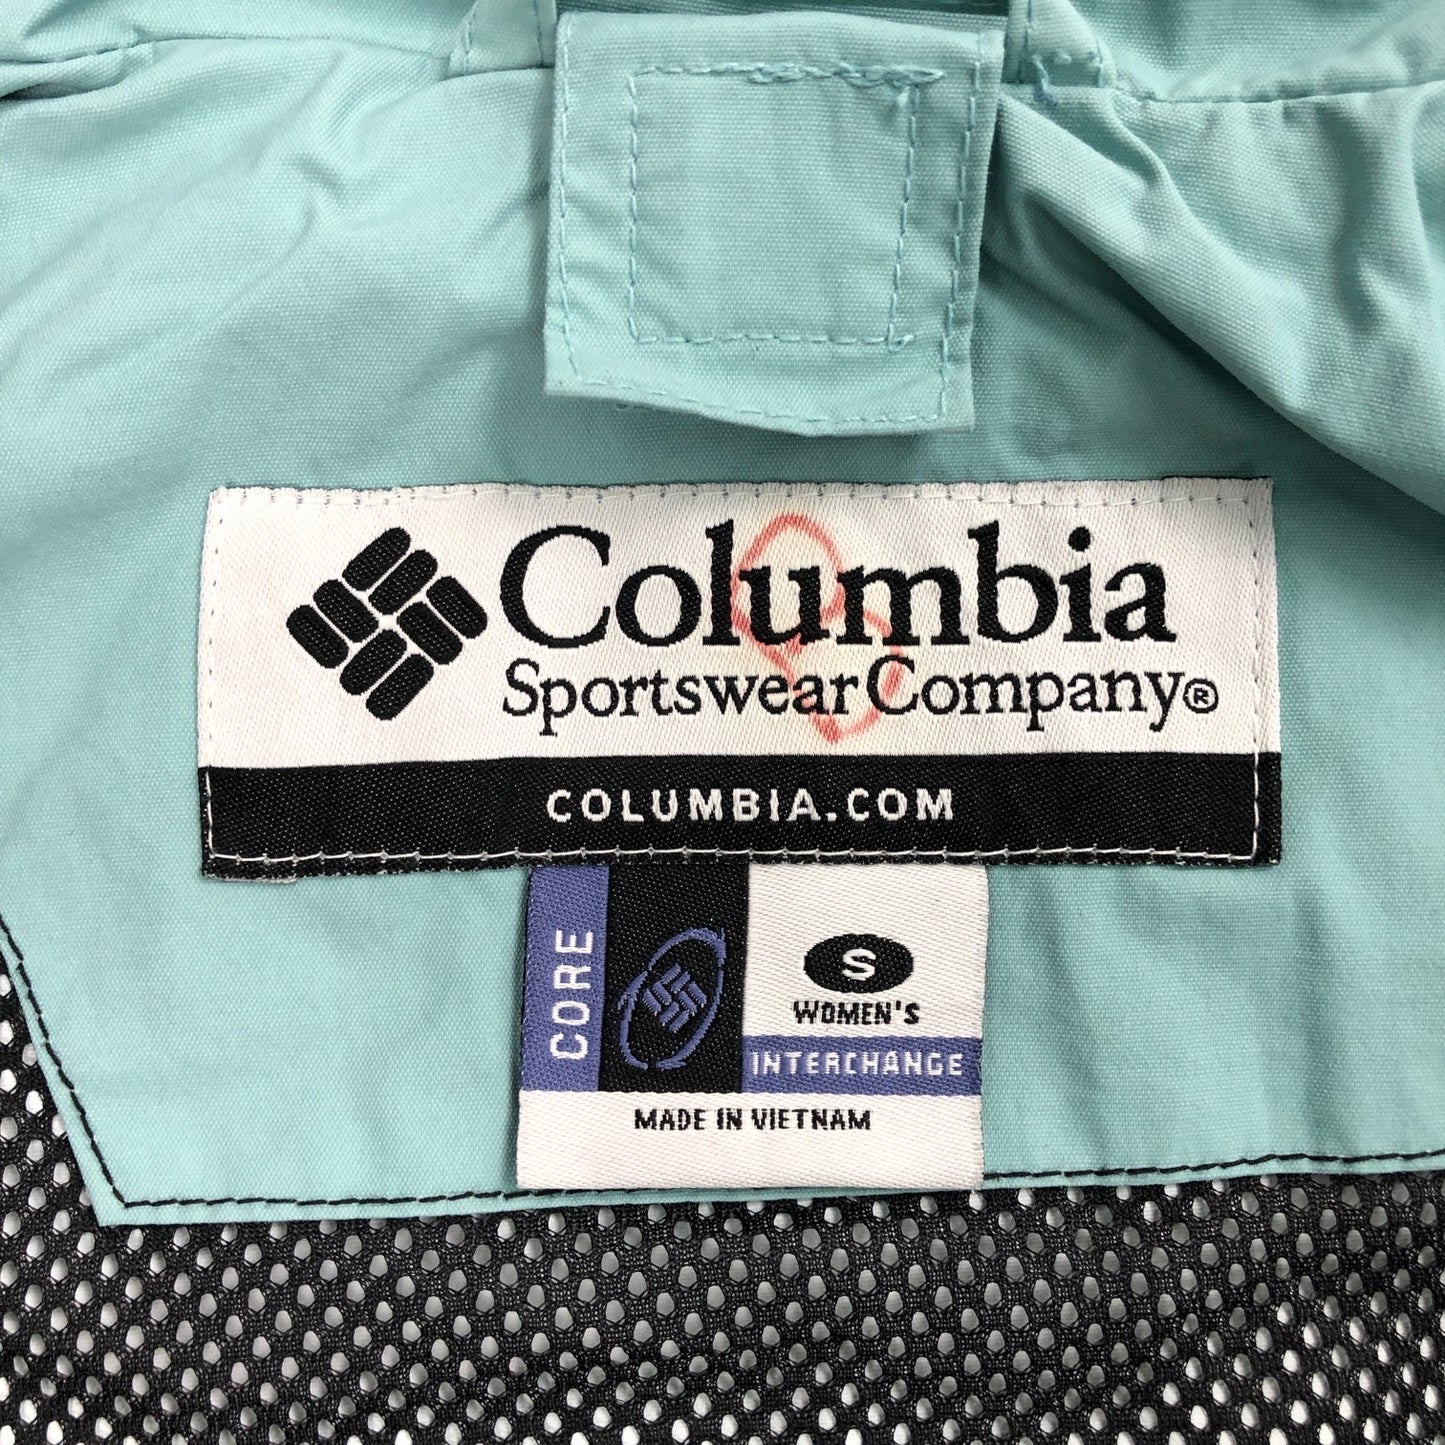 Columbia
Sportswear Company®
COLUMBIA.COM
CORE
S
WOMEN'S
INTERCHANGE
MADE IN VIETNAM